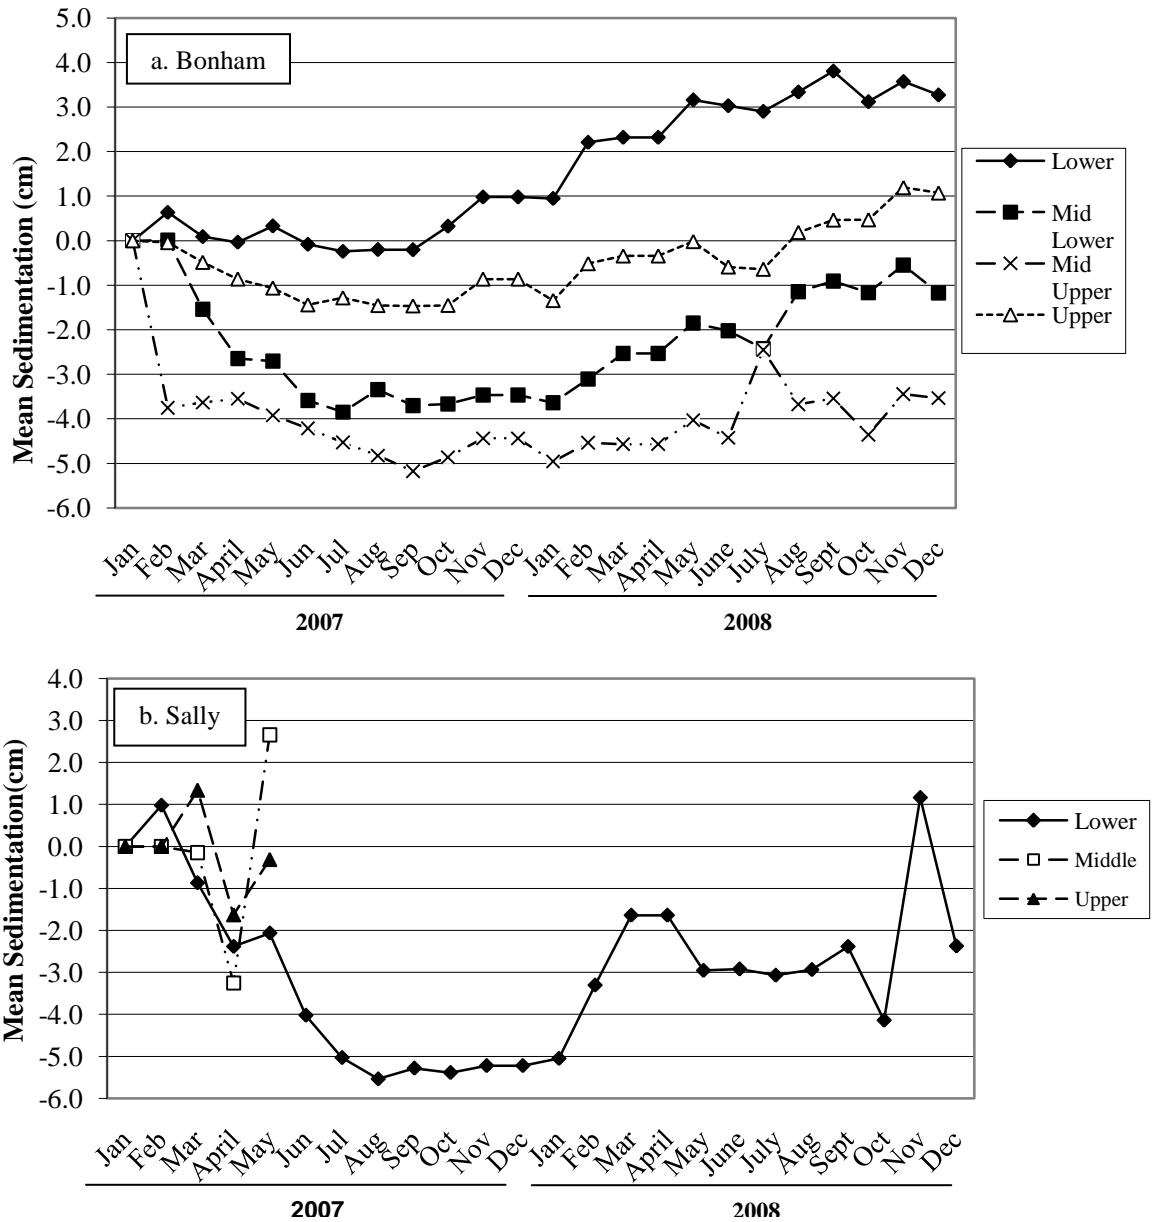 5.0
4.0
3.0
2.0
1.0
0.0
-1.0
-2.0
-3.0
-4.0
-5.0
-6.0
Mean Sedimentation (cm)
a. Bonham
Lower
Mid
Lower
Mid
Upper
Upper
Jan Feb Mar April May Jun Jul Aug Sep Oct Nov Dec Jan Feb Mar April May June July Aug Sept Oct Nov Dec
2007 2008
4.0
3.0
2.0
1.0
0.0
-1.0
-2.0
-3.0
-4.0
-5.0
-6.0
Mean Sedimentation(cm)
b. Sally
Lower
Middle
Upper
Jan Feb Mar April May Jun Jul Aug Sep Oct Nov Dec Jan Feb Mar April May June July Aug Sept Oct Nov Dec
2007 2008